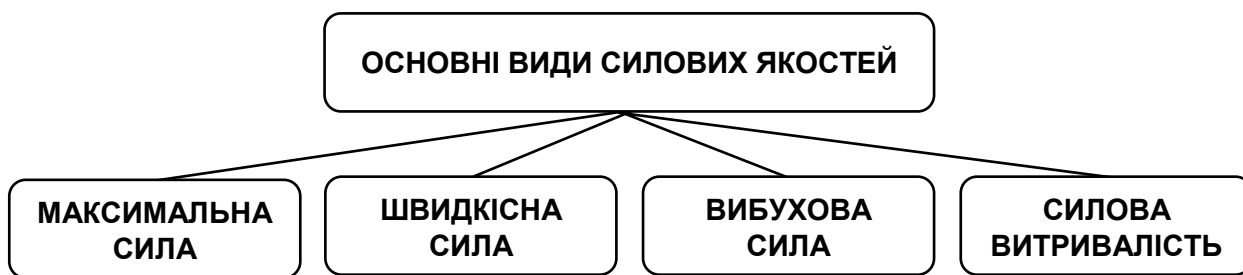 ОСНОВНІ ВИДИ СИЛОВИХ ЯКОСТЕЙ
МАКСИМАЛЬНА
СИЛА
ШВИДКІСНА
СИЛА
ВИБУХОВА
СИЛА
СИЛОВА
ВИТРИВАЛІСТЬ